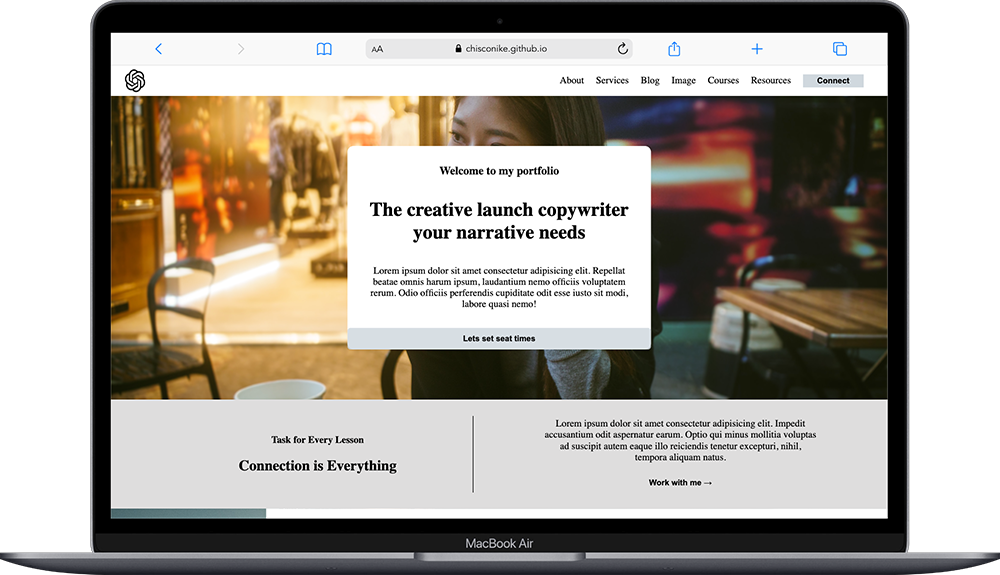 AA chisconike.github.io
About Services Blog Image Courses Resources Connect
Welcome to my portfolio
The creative launch copywriter
your narrative needs
Lorem ipsum dolor sit amet consectetur adipisicing elit. Repellat
beatae omnis harum ipsum, laudantium nemo officiis voluptatem
rerum. Odio officiis perferendis cupiditate odit esse iusto sit modi,
labore quasi nemo!
Lets set seat times
Task for Every Lesson
Connection is Everything
Lorem ipsum dolor sit amet consectetur adipisicing elit. Impedit
accusantium odit aspernatur earum. Optio qui minus mollitia voluptas
ad suscipit autem eaque illo reiciendis tenetur excepturi, nihil,
tempora aliquam natus.
Work with me →
MacBook Air